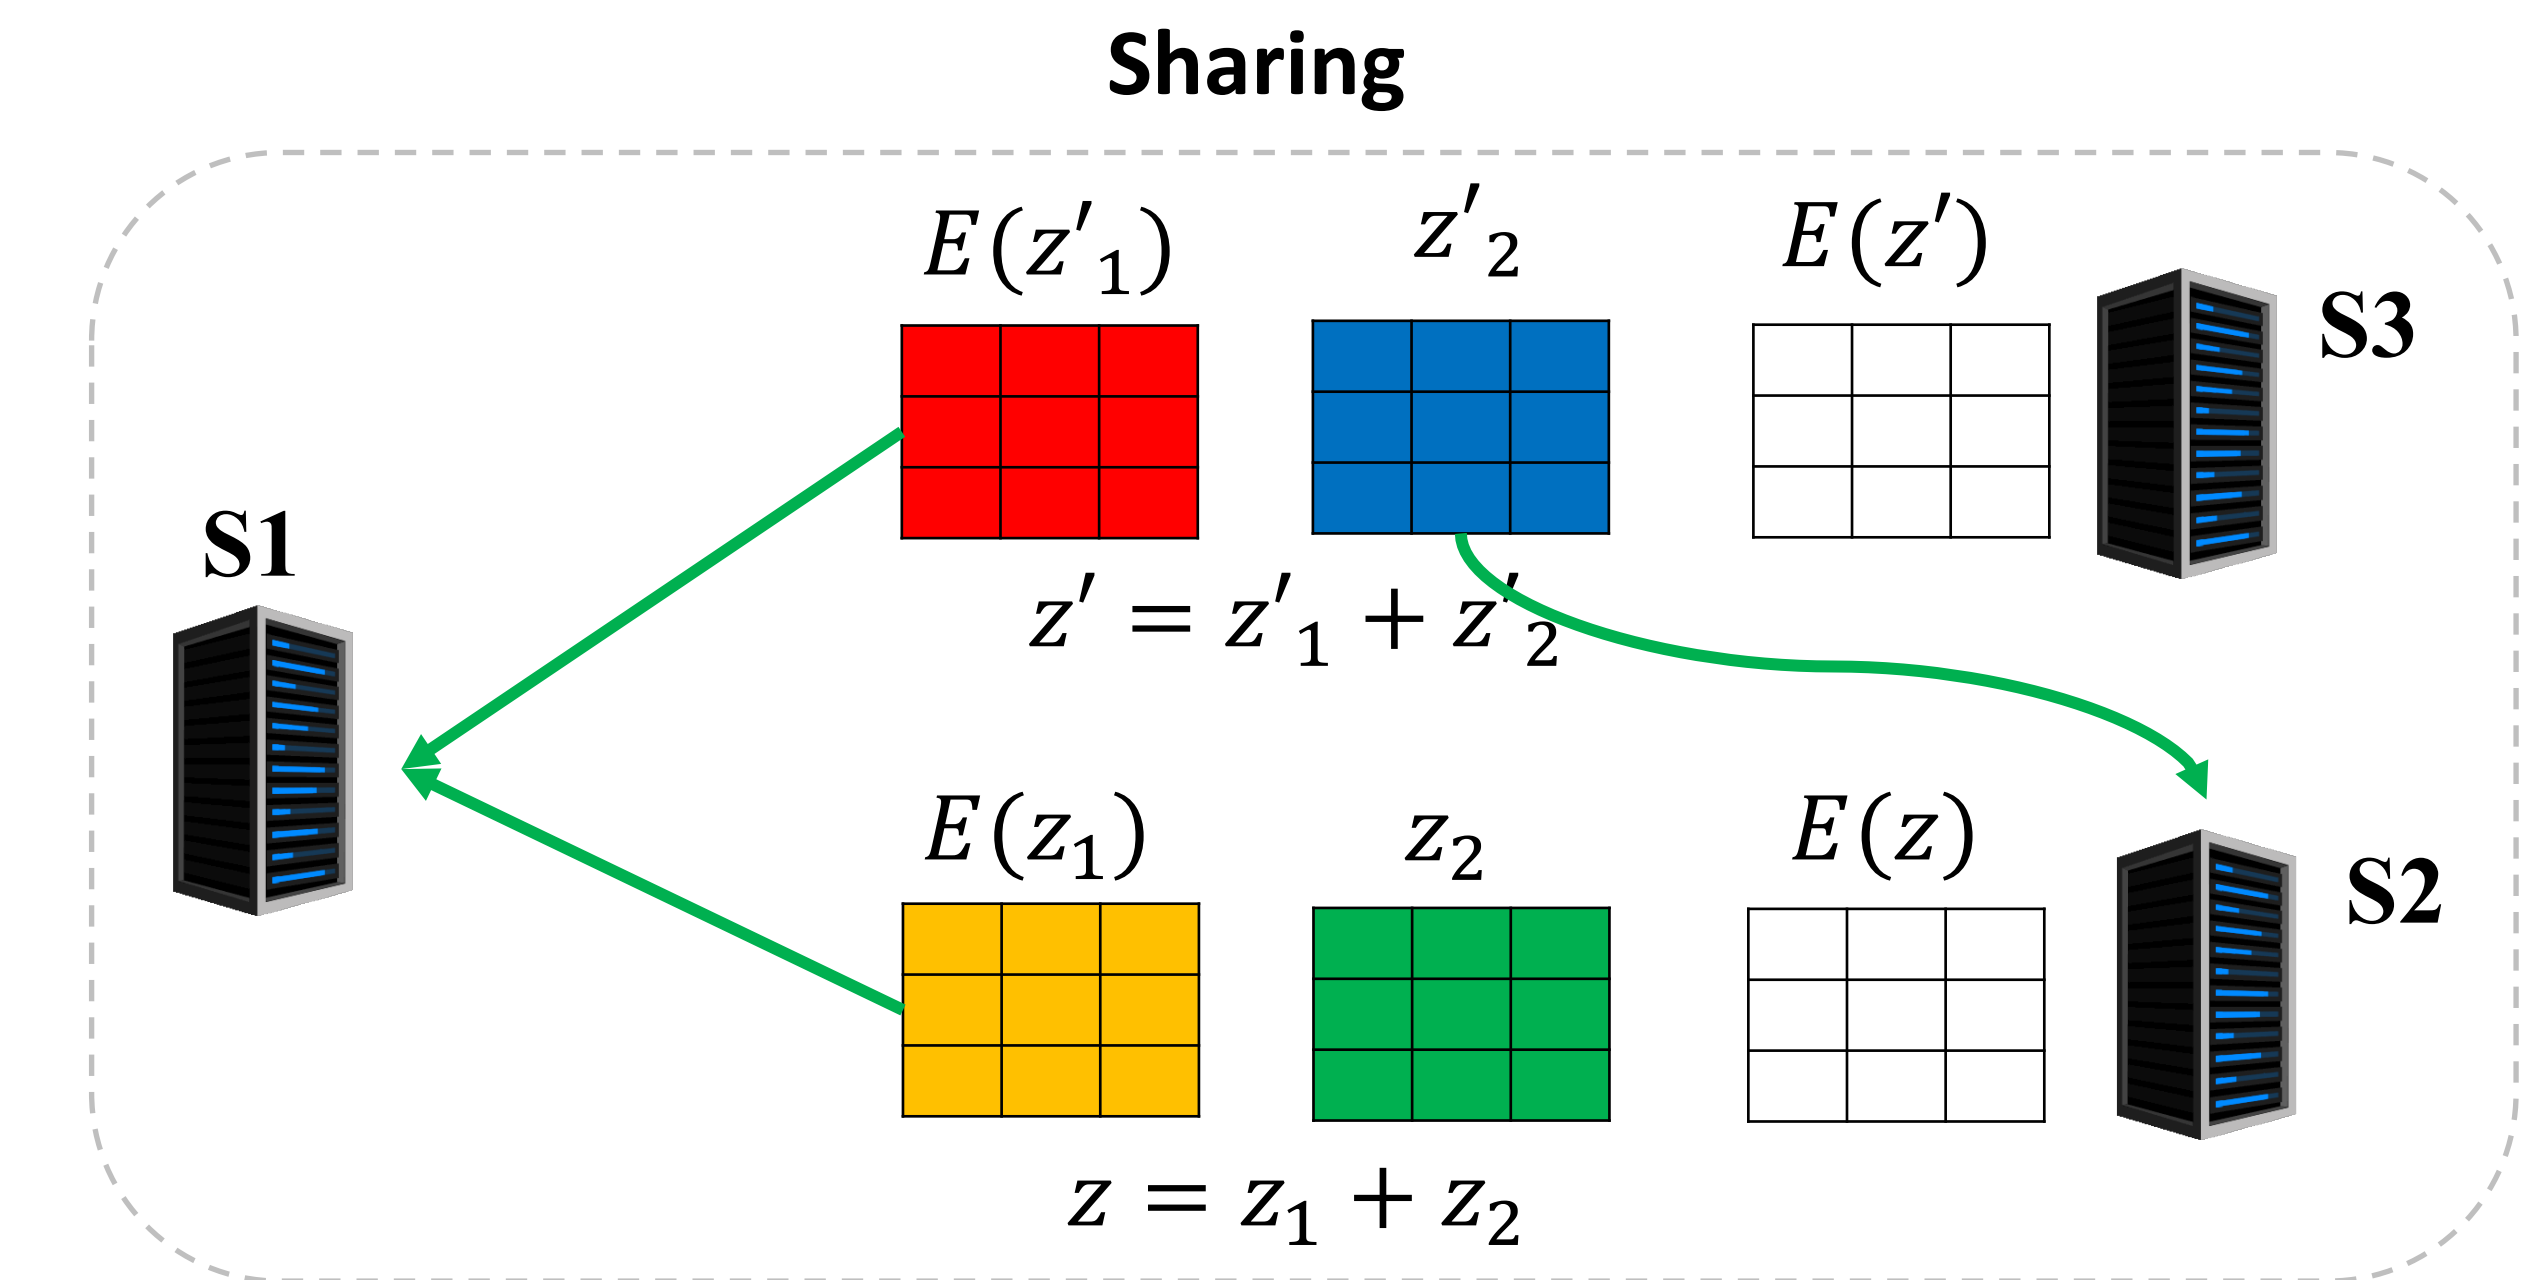 Sharing
E(z′₁)
z′₂
E(z′)
S3
S1
z′ = z′₁ + z′₂
E(z₁)
z₂
E(z)
S2
z = z₁ + z₂